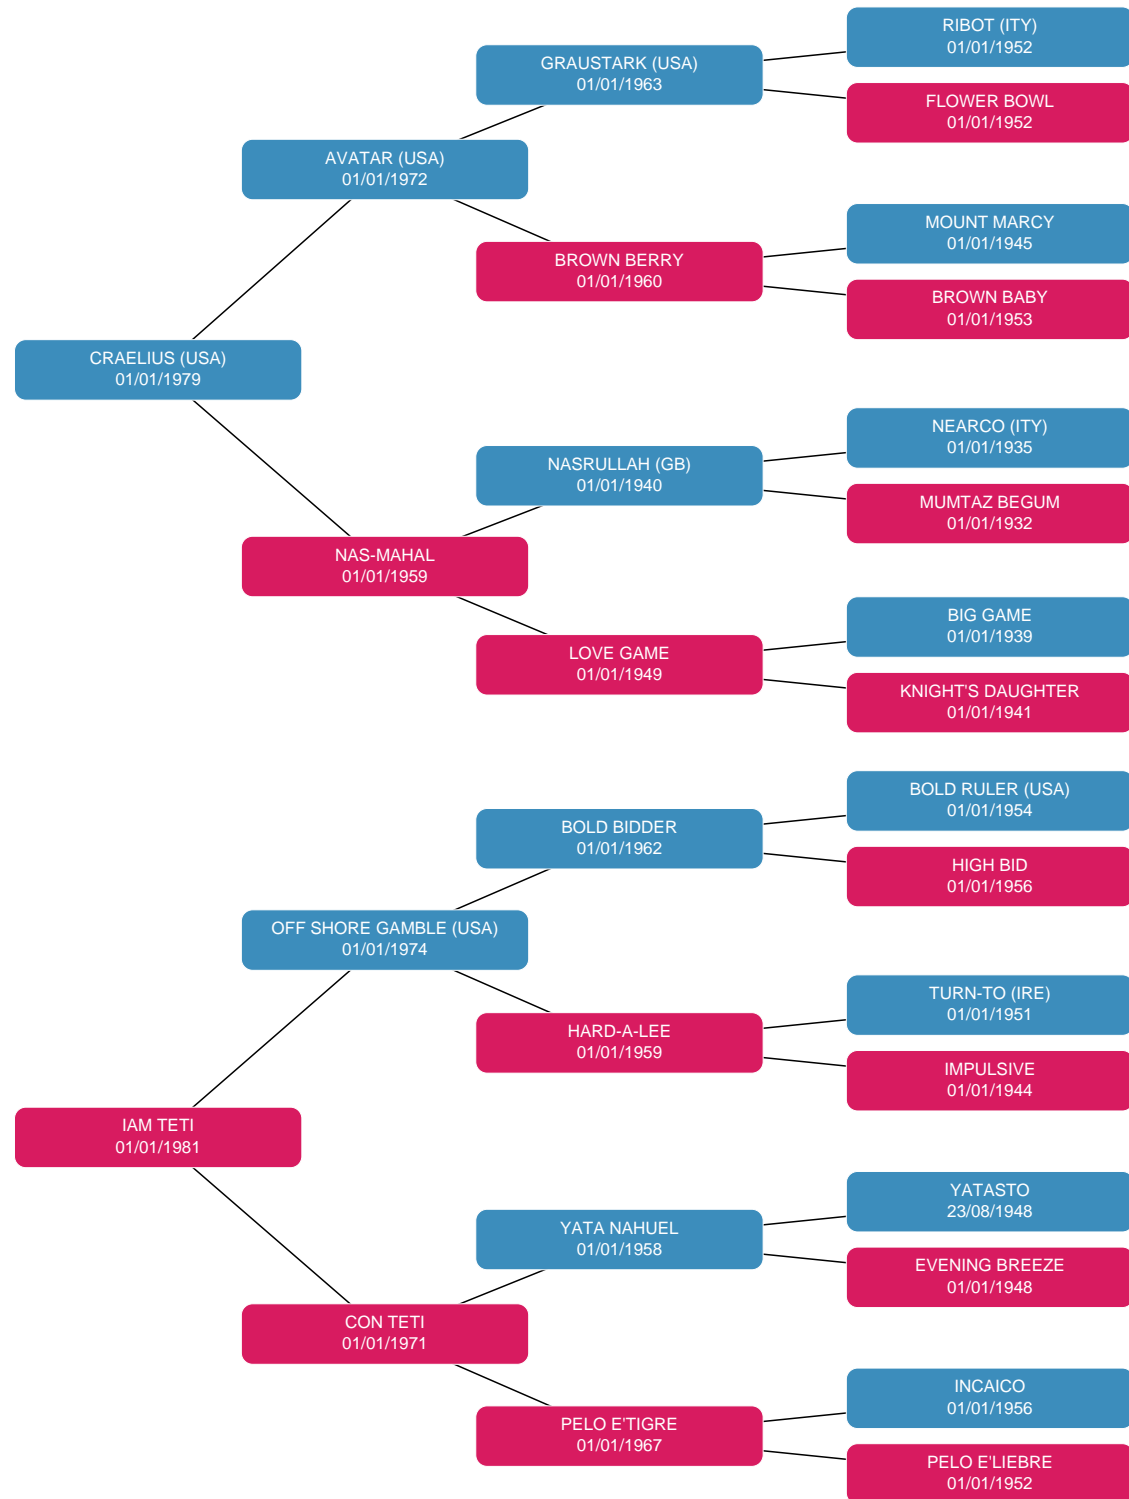 RIBOT (ITY)
01/01/1952
GRAUSTARK (USA)
01/01/1963
FLOWER BOWL
01/01/1952
AVATAR (USA)
01/01/1972
MOUNT MARCY
01/01/1945
BROWN BERRY
01/01/1960
BROWN BABY
01/01/1953
CRAELIUS (USA)
01/01/1979
NEARCO (ITY)
01/01/1935
NASRULLAH (GB)
01/01/1940
MUMTAZ BEGUM
01/01/1932
NAS-MAHAL
01/01/1959
BIG GAME
01/01/1939
LOVE GAME
01/01/1949
KNIGHT'S DAUGHTER
01/01/1941
BOLD RULER (USA)
01/01/1954
BOLD BIDDER
01/01/1962
HIGH BID
01/01/1956
OFF SHORE GAMBLE (USA)
01/01/1974
TURN-TO (IRE)
01/01/1951
HARD-A-LEE
01/01/1959
IMPULSIVE
01/01/1944
IAM TETI
01/01/1981
YATASTO
23/08/1948
YATA NAHUEL
01/01/1958
EVENING BREEZE
01/01/1948
CON TETI
01/01/1971
INCAICO
01/01/1956
PELO E'TIGRE
01/01/1967
PELO E'LIEBRE
01/01/1952